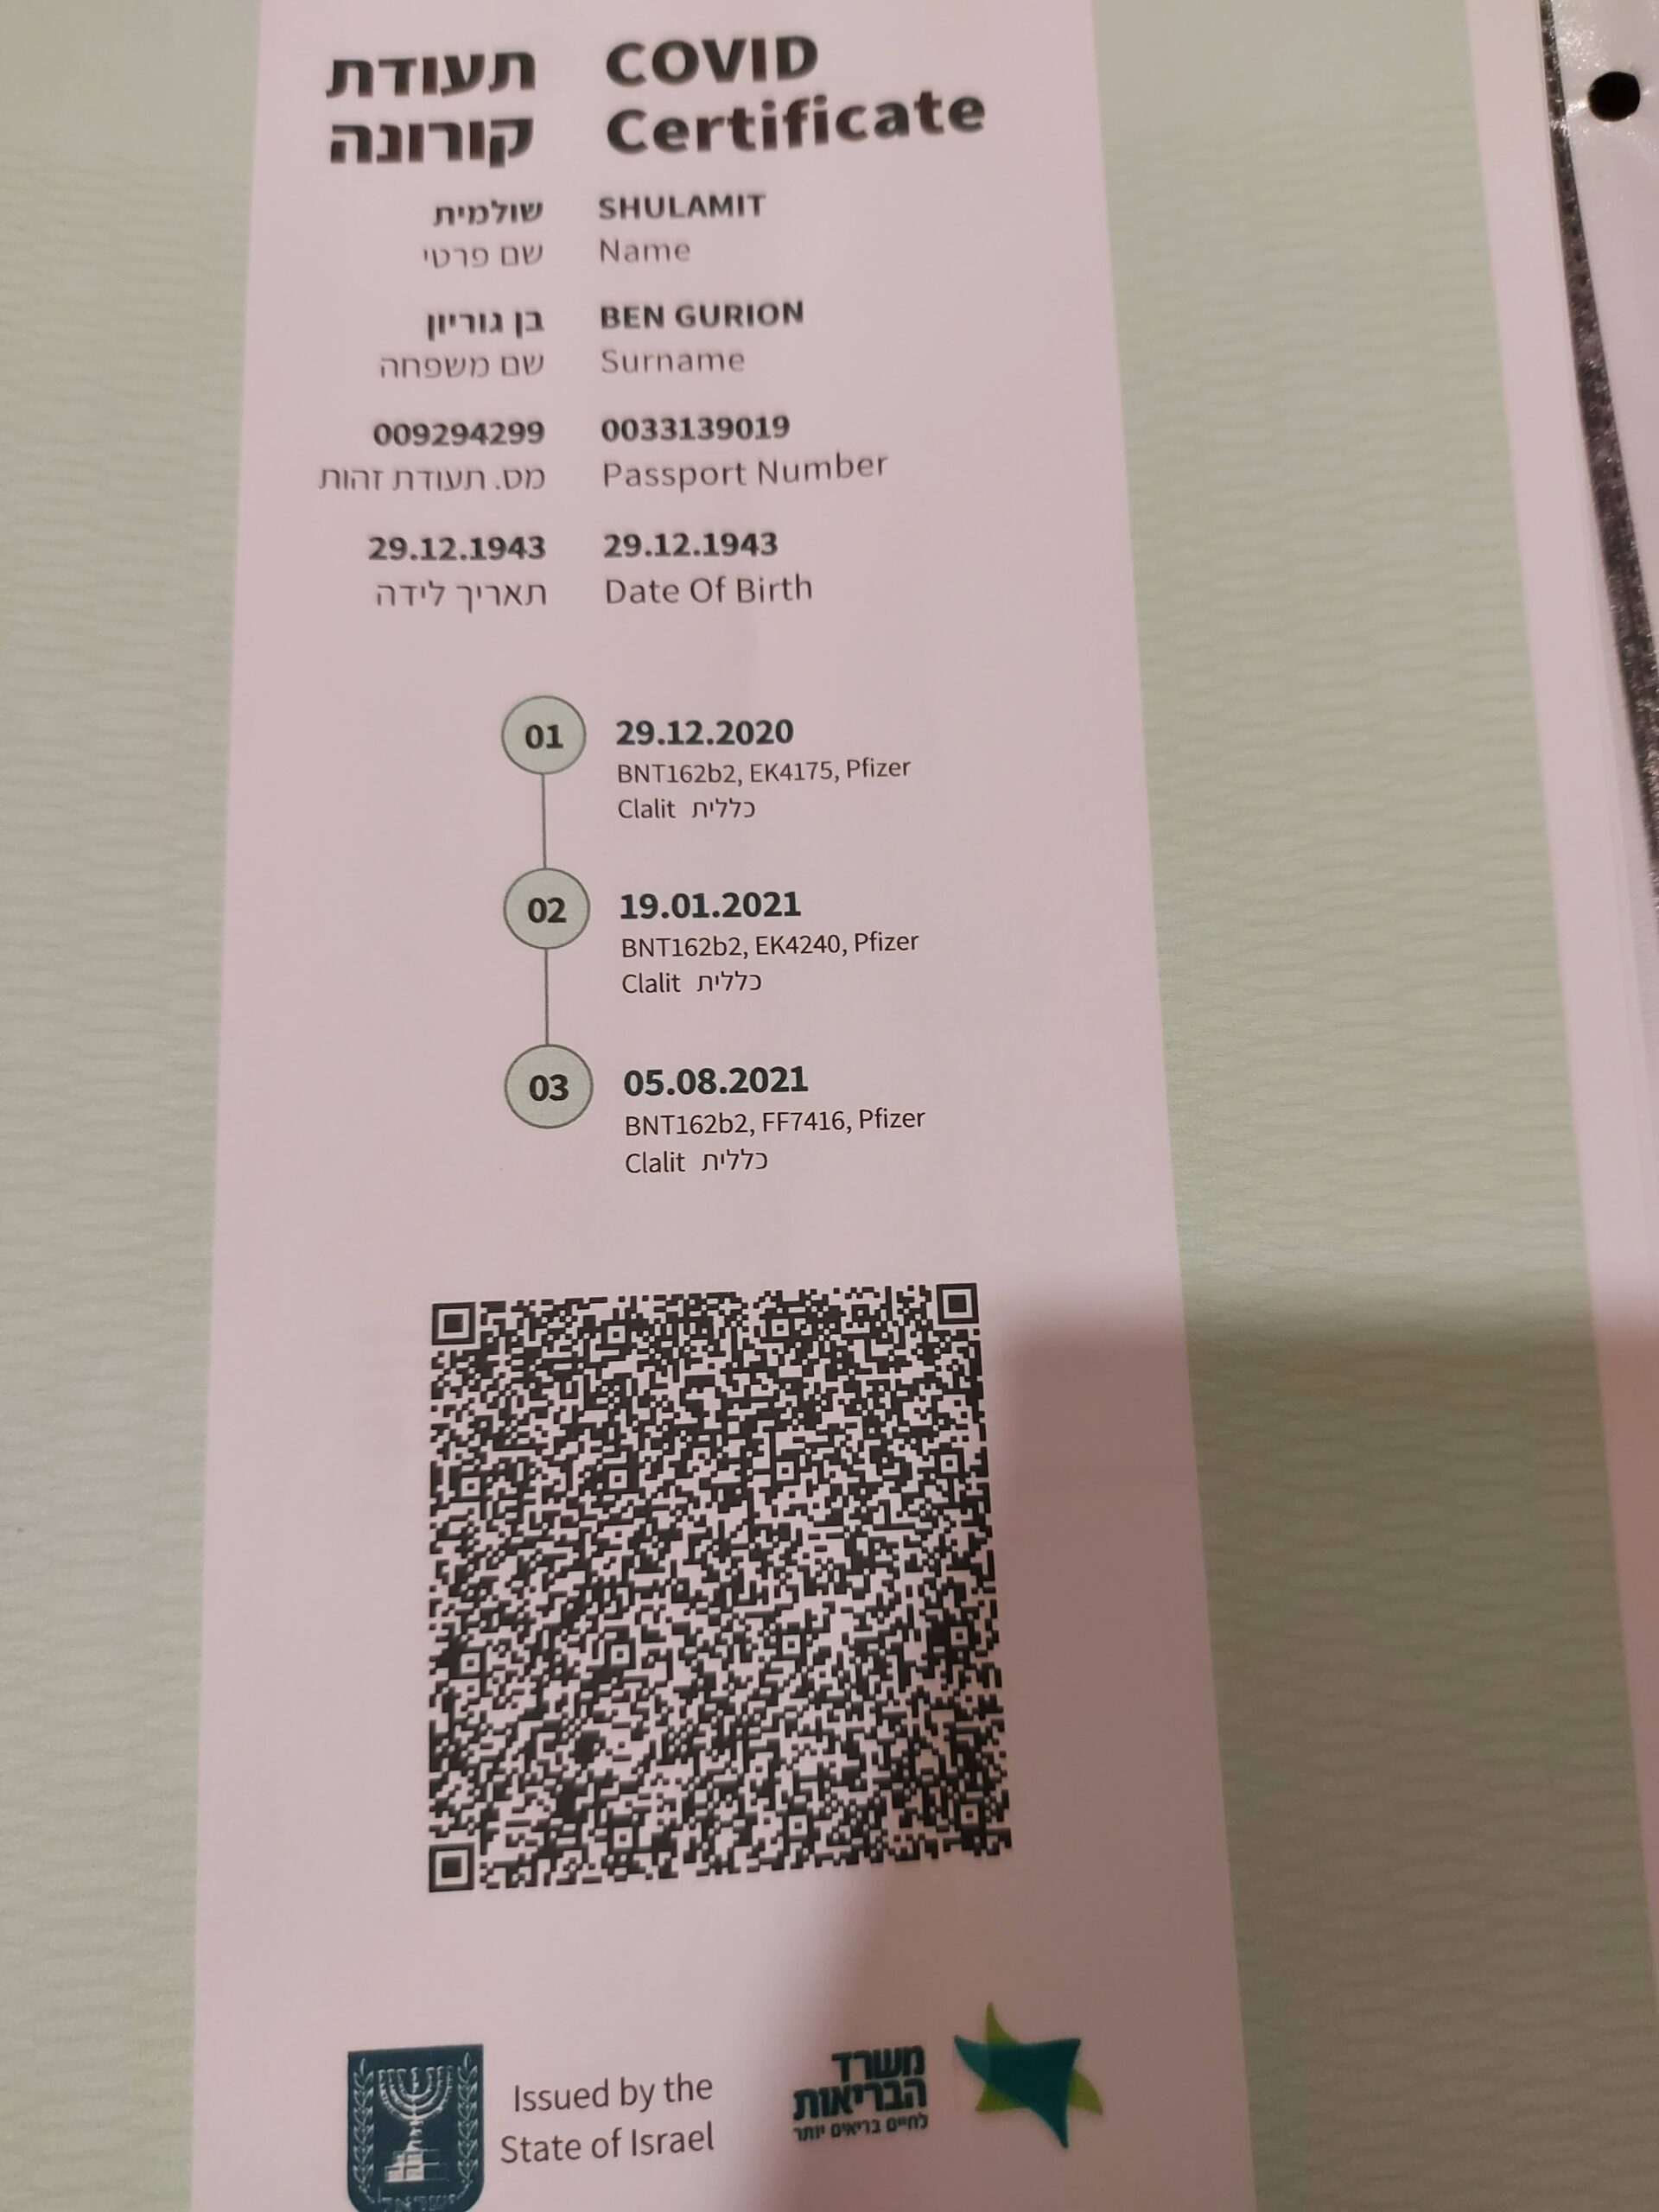 תעודת
קורונה
COVID
Certificate
שולמית SHULAMIT
שם פרטי Name
בן גוריון BEN GURION
שם משפחה Surname
009294299 0033139019
מס. תעודת זהות Passport Number
29.12.1943 29.12.1943
תאריך לידה Date Of Birth
01 29.12.2020
BNT162b2, EK4175, Pfizer
Clalit כללית
02 19.01.2021
BNT162b2, EK4240, Pfizer
Clalit כללית
03 05.08.2021
BNT162b2, FF7416, Pfizer
Clalit כללית
Issued by the
State of Israel
משרד
הבריאות
לחיים בריאים יותר
ישראל